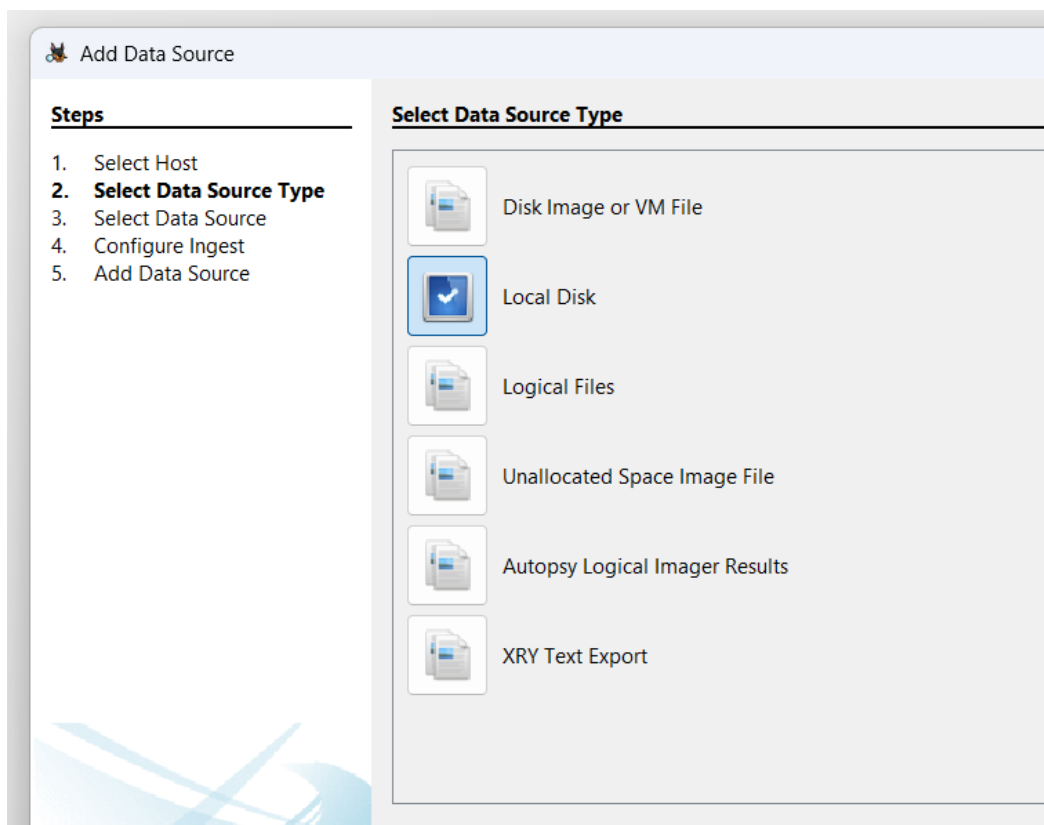 Add Data Source
Steps
1. Select Host
2. Select Data Source Type
3. Select Data Source
4. Configure Ingest
5. Add Data Source
Select Data Source Type
Disk Image or VM File
Local Disk
Logical Files
Unallocated Space Image File
Autopsy Logical Imager Results
XRY Text Export